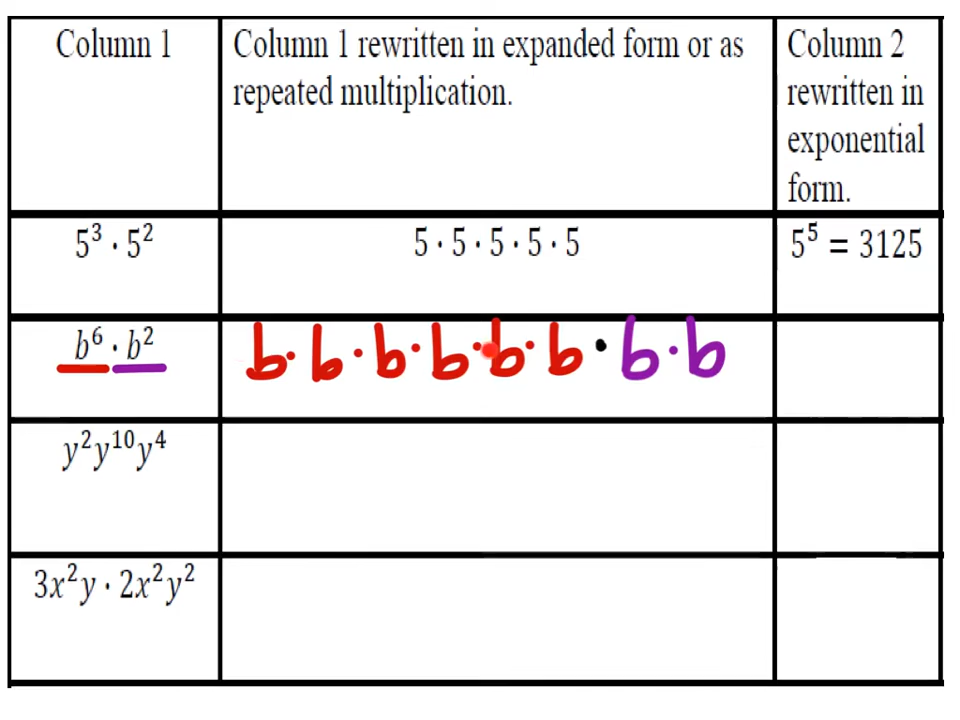 Column 1
Column 1 rewritten in expanded form or as
repeated multiplication.
Column 2
rewritten in
exponential
form.
5³ · 5²
5 · 5 · 5 · 5 · 5
5⁵ = 3125
b⁶ · b²
b · b · b · b · b · b · b · b
y²y¹⁰y⁴
3x²y · 2x²y²